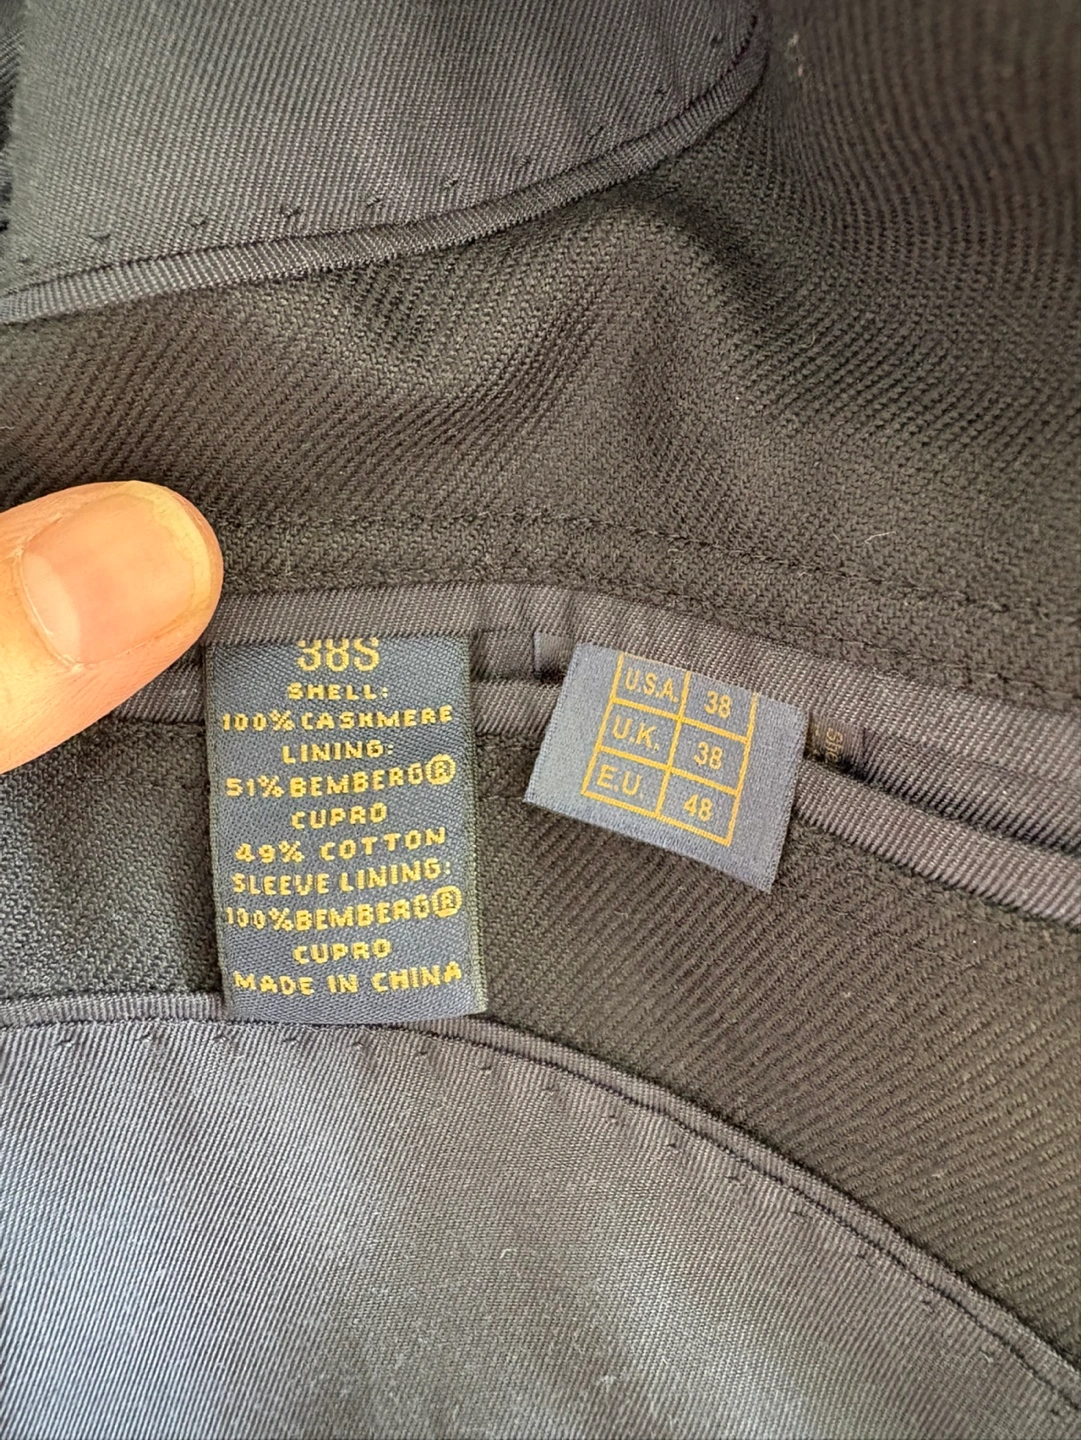 38S
SHELL:
100% CASHMERE
LINING:
51% BEMBERG®
CUPRO
49% COTTON
SLEEVE LINING:
100% BEMBERG®
CUPRO
MADE IN CHINA
U.S.A. 38
U.K. 38
E.U. 48